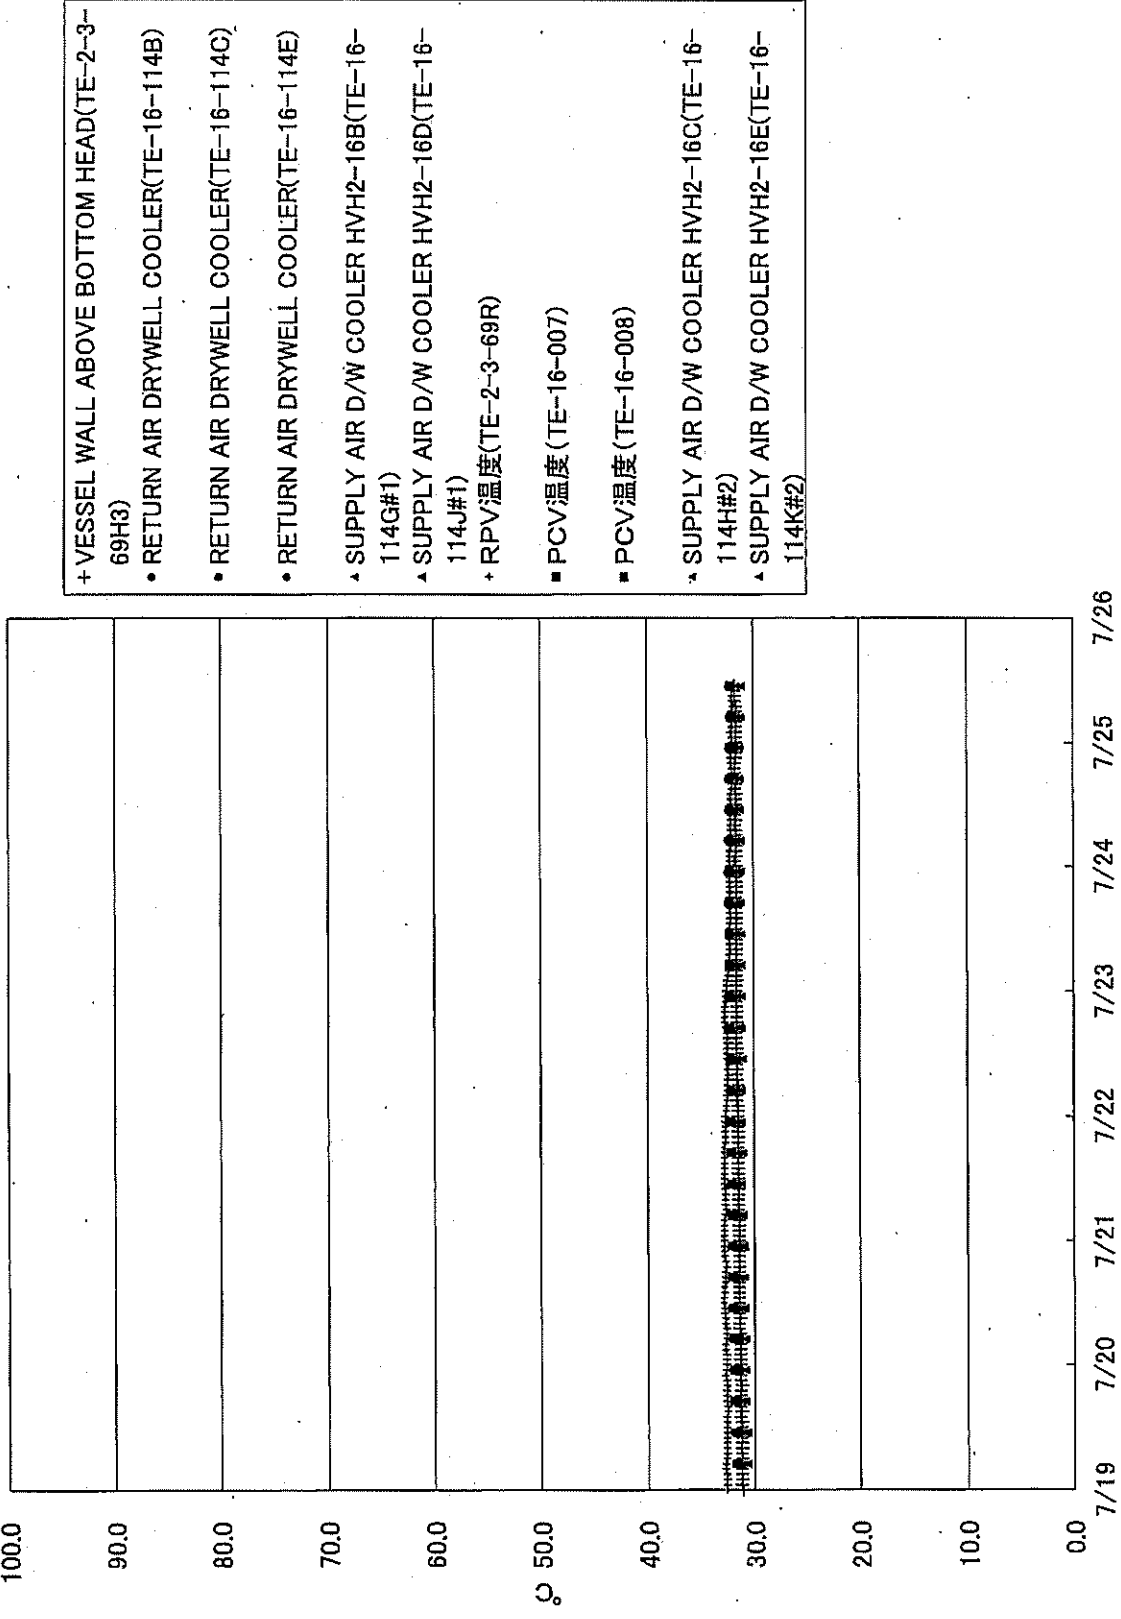 100.0
90.0
80.0
70.0
60.0
50.0
40.0
30.0
20.0
10.0
0.0
℃
7/19
7/20
7/21
7/22
7/23
7/24
7/25
7/26
+VESSEL WALL ABOVE BOTTOM HEAD(TE-2-3-
69H3)
• RETURN AIR DRYWELL COOLER(TE-16-114B)
• RETURN AIR DRYWELL COOLER(TE-16-114C)
• RETURN AIR DRYWELL COOLER(TE-16-114E)
▲ SUPPLY AIR D/W COOLER HVH2-16B(TE-16-
114G#1)
▲ SUPPLY AIR D/W COOLER HVH2-16D(TE-16-
114J#1)
+ RPV温度(TE-2-3-69R)
■ PCV温度(TE-16-007)
■ PCV温度(TE-16-008)
▲ SUPPLY AIR D/W COOLER HVH2-16C(TE-16-
114H#2)
▲ SUPPLY AIR D/W COOLER HVH2-16E(TE-16-
114K#2)